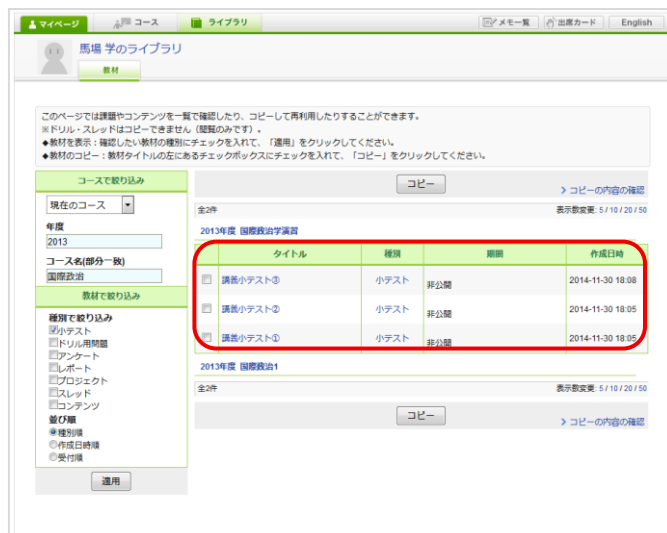 マイページ コース ライブラリ メモ一覧 出席カード English
馬場 学のライブラリ
教材
このページでは課題やコンテンツを一覧で確認したり、コピーして再利用したりすることができます。
※ドリル・スレッドはコピーできません（閲覧のみです）。
◆教材を表示：確認したい教材の種別にチェックを入れて、「適用」をクリックしてください。
◆教材のコピー：教材タイトルの左にあるチェックボックスにチェックを入れて、「コピー」をクリックしてください。
コースで絞り込み
現在のコース
年度
2013
コース名(部分一致)
国際政治
教材で絞り込み
種別で絞り込み
小テスト
ドリル用問題
アンケート
レポート
プロジェクト
スレッド
コンテンツ
並び順
種別順
作成日時順
受付順
適用
コピー
> コピーの内容の確認
全2件 表示数変更: 5 / 10 / 20 / 50
2013年度 国際政治学演習
タイトル 種別 期間 作成日時
講義小テスト③ 小テスト 非公開 2014-11-30 18:08
講義小テスト② 小テスト 非公開 2014-11-30 18:05
講義小テスト① 小テスト 非公開 2014-11-30 18:05
2013年度 国際政治1
全2件 表示数変更: 5 / 10 / 20 / 50
コピー
> コピーの内容の確認